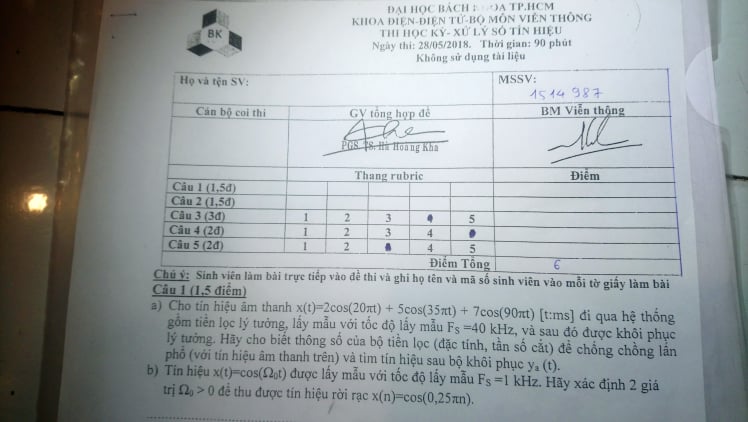 BK
ĐẠI HỌC BÁCH KHOA TP.HCM
KHOA ĐIỆN-ĐIỆN TỬ-BỘ MÔN VIỄN THÔNG
THI HỌC KỲ- XỬ LÝ SỐ TÍN HIỆU
Ngày thi: 28/05/2018. Thời gian: 90 phút
Không sử dụng tài liệu
Họ và tên SV: MSSV:
1514987
Cán bộ coi thi GV tổng hợp đề BM Viễn thông
PGS. TS. Hà Hoàng Kha
Thang rubric Điểm
Câu 1 (1,5đ)
Câu 2 (1,5đ)
Câu 3 (3đ) 1 2 3 4 5
Câu 4 (2đ) 1 2 3 4
Câu 5 (2đ) 1 2 4 5
Điểm Tổng 6
Chú ý: Sinh viên làm bài trực tiếp vào đề thi và ghi họ tên và mã số sinh viên vào mỗi tờ giấy làm bài
Câu 1 (1,5 điểm)
a) Cho tín hiệu âm thanh x(t)=2cos(20πt) + 5cos(35πt) + 7cos(90πt) [t:ms] đi qua hệ thống
gồm tiền lọc lý tưởng, lấy mẫu với tốc độ lấy mẫu FS =40 kHz, và sau đó được khôi phục
lý tưởng. Hãy cho biết thông số của bộ tiền lọc (đặc tính, tần số cắt) để chống chồng lấn
phổ (với tín hiệu âm thanh trên) và tìm tín hiệu sau bộ khôi phục ya (t).
b) Tín hiệu x(t)=cos(Ω0t) được lấy mẫu với tốc độ lấy mẫu FS =1 kHz. Hãy xác định 2 giá
trị Ω0 > 0 để thu được tín hiệu rời rạc x(n)=cos(0,25πn).